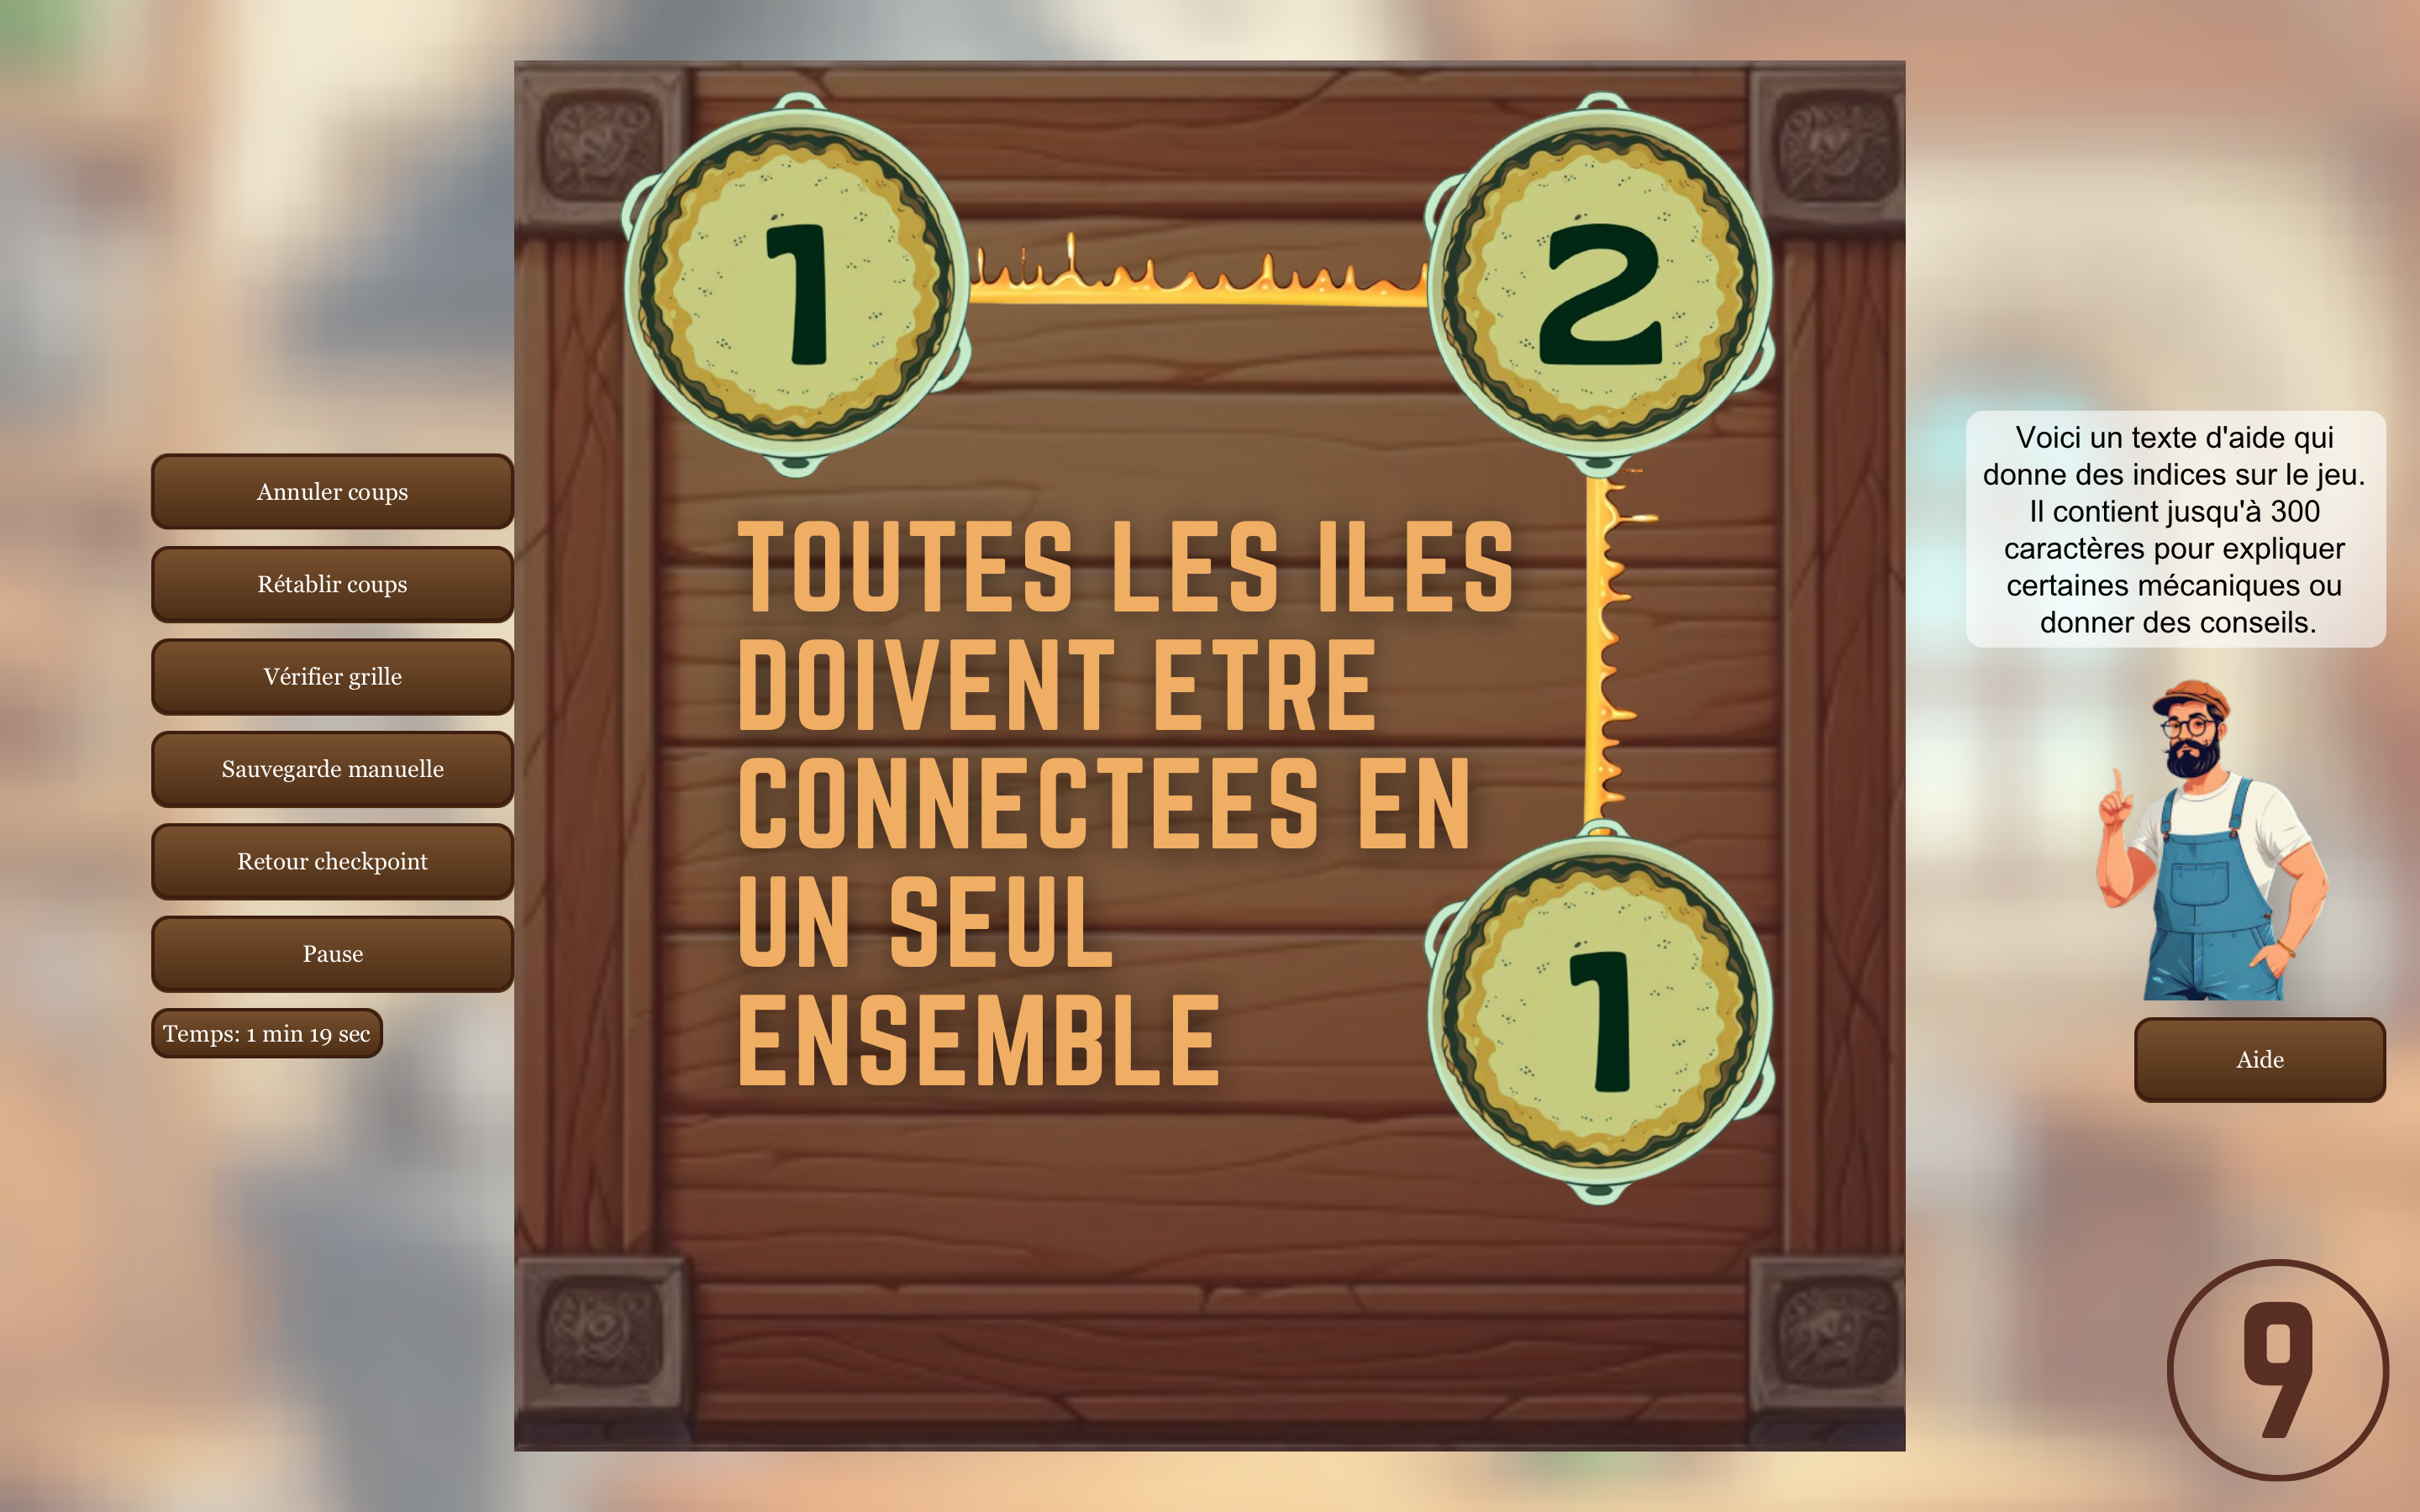 1
2
Annuler coups
Rétablir coups
Vérifier grille
Sauvegarde manuelle
Retour checkpoint
Pause
Temps: 1 min 19 sec
TOUTES LES ILES
DOIVENT ETRE
CONNECTEES EN
UN SEUL
ENSEMBLE
1
Voici un texte d'aide qui
donne des indices sur le jeu.
Il contient jusqu'à 300
caractères pour expliquer
certaines mécaniques ou
donner des conseils.
Aide
9